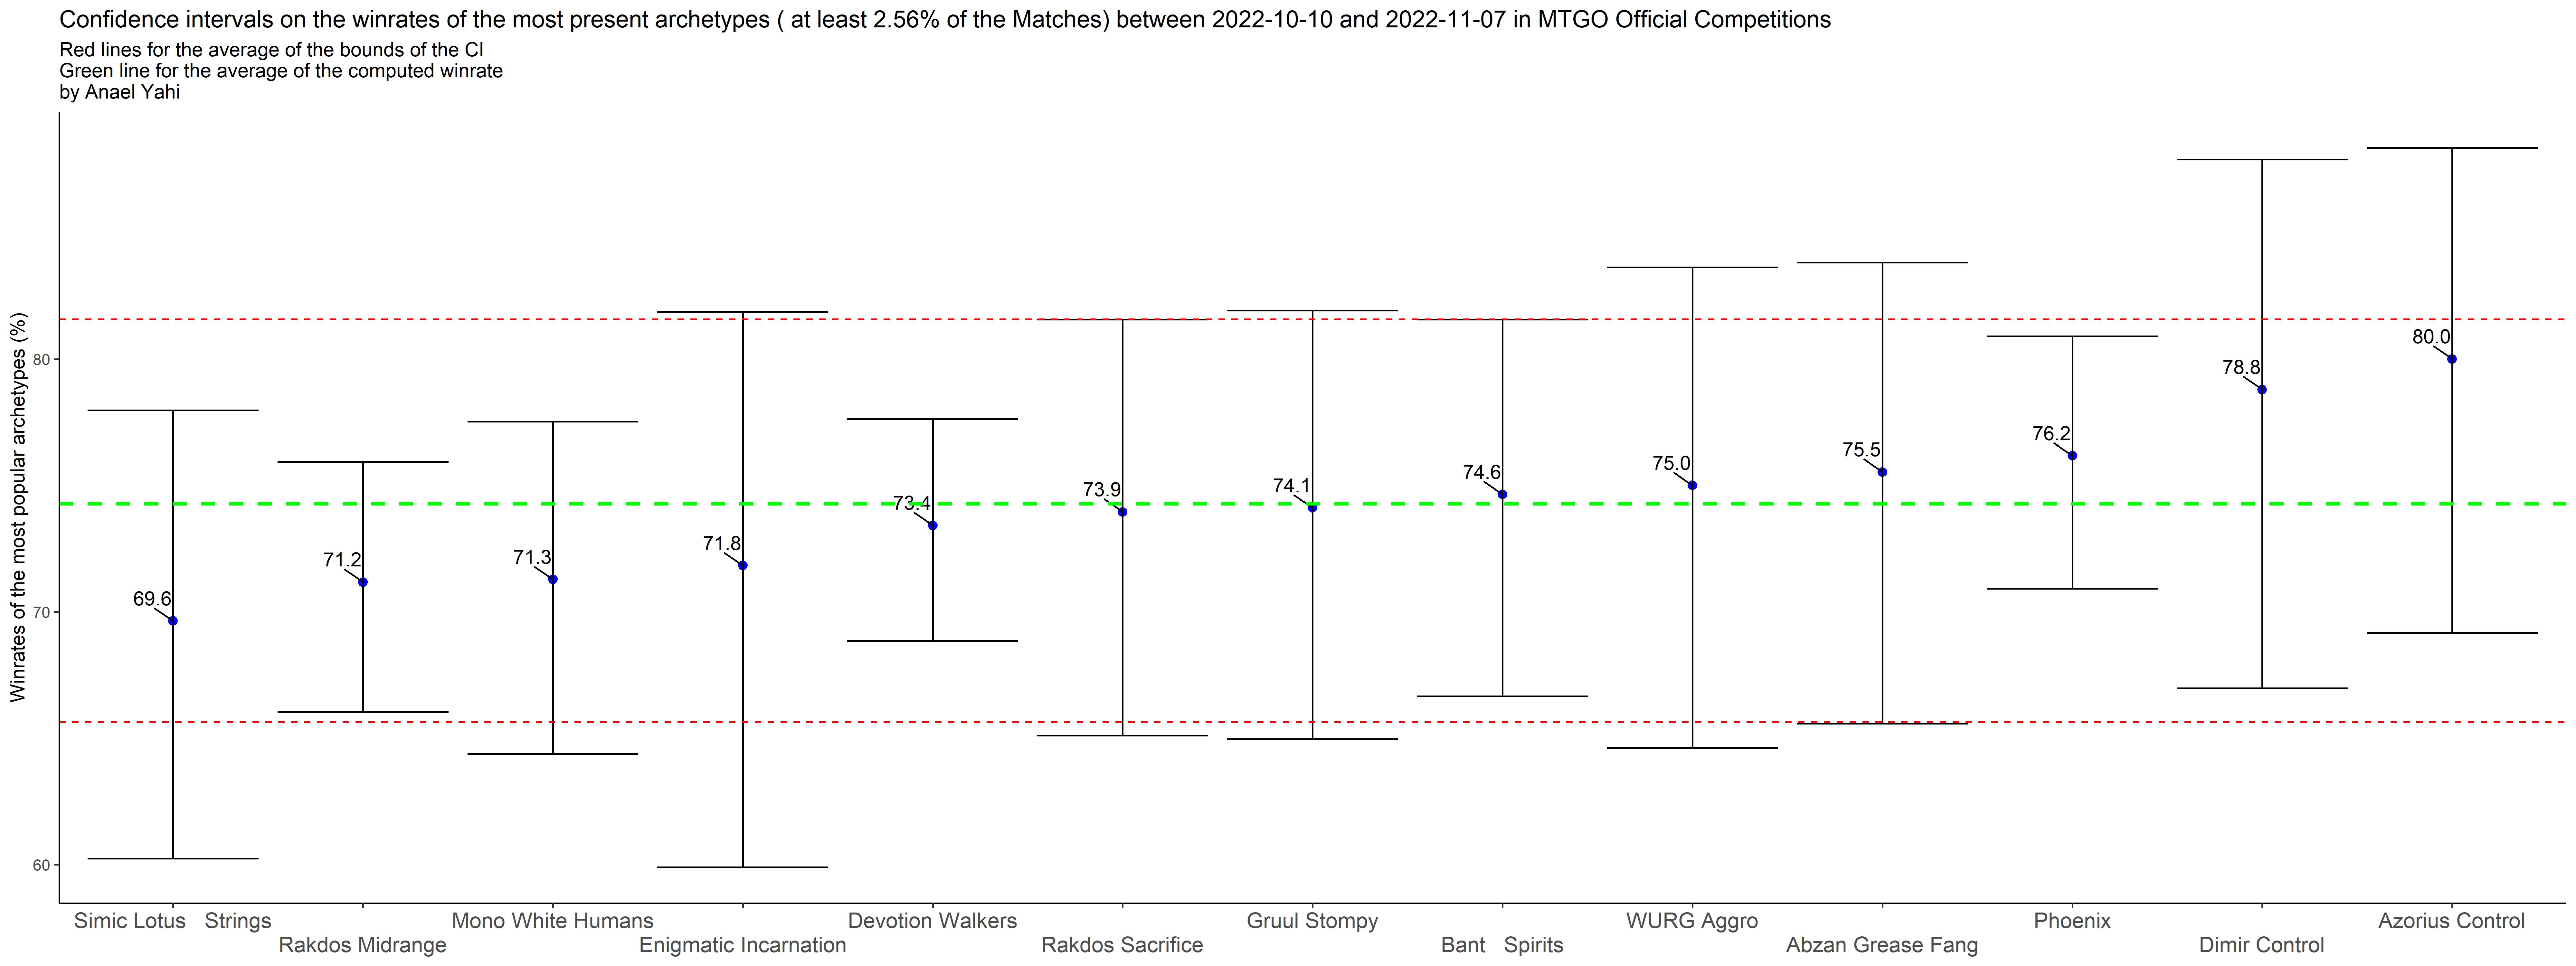 Confidence intervals on the winrates of the most present archetypes ( at least 2.56% of the Matches) between 2022-10-10 and 2022-11-07 in MTGO Official Competitions
Red lines for the average of the bounds of the CI
Green line for the average of the computed winrate
by Anael Yahi
Winrates of the most popular archetypes (%)
80
70
60
69.6
71.2
71.3
71.8
73.4
73.9
74.1
74.6
75.0
75.5
76.2
78.8
80.0
Simic Lotus   Strings
Rakdos Midrange
Mono White Humans
Enigmatic Incarnation
Devotion Walkers
Rakdos Sacrifice
Gruul Stompy
Bant   Spirits
WURG Aggro
Abzan Grease Fang
Phoenix
Dimir Control
Azorius Control